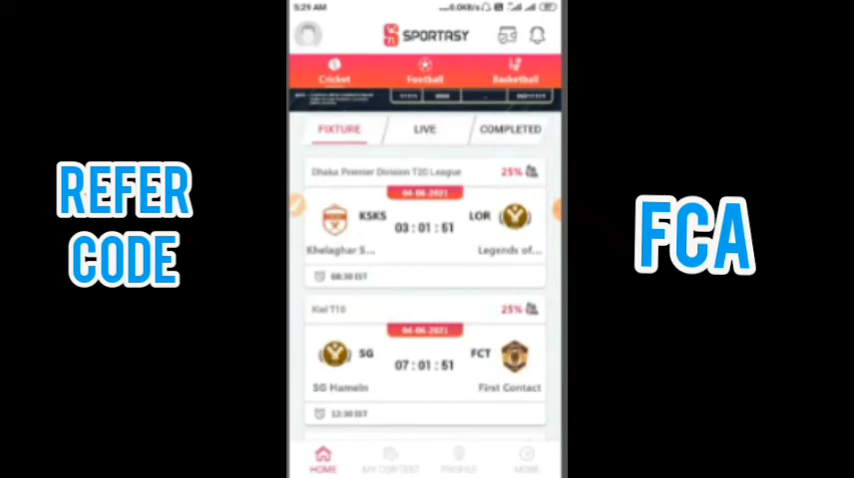 5:29 AM
0.0KB/s
SPORTASY
Cricket Football Basketball
FIXTURE LIVE COMPLETED
Dhaka Premier Division T20 League 25%
04-06-2021
KSKS 03 : 01 : 51 LOR
Khelaghar S... Legends of...
08:30 IST
Kiel T10 25%
04-06-2021
SG 07 : 01 : 51 FCT
SG Hameln First Contact
12:30 IST
HOME MY CONTEST PROFILE MORE
REFER
CODE
FCA